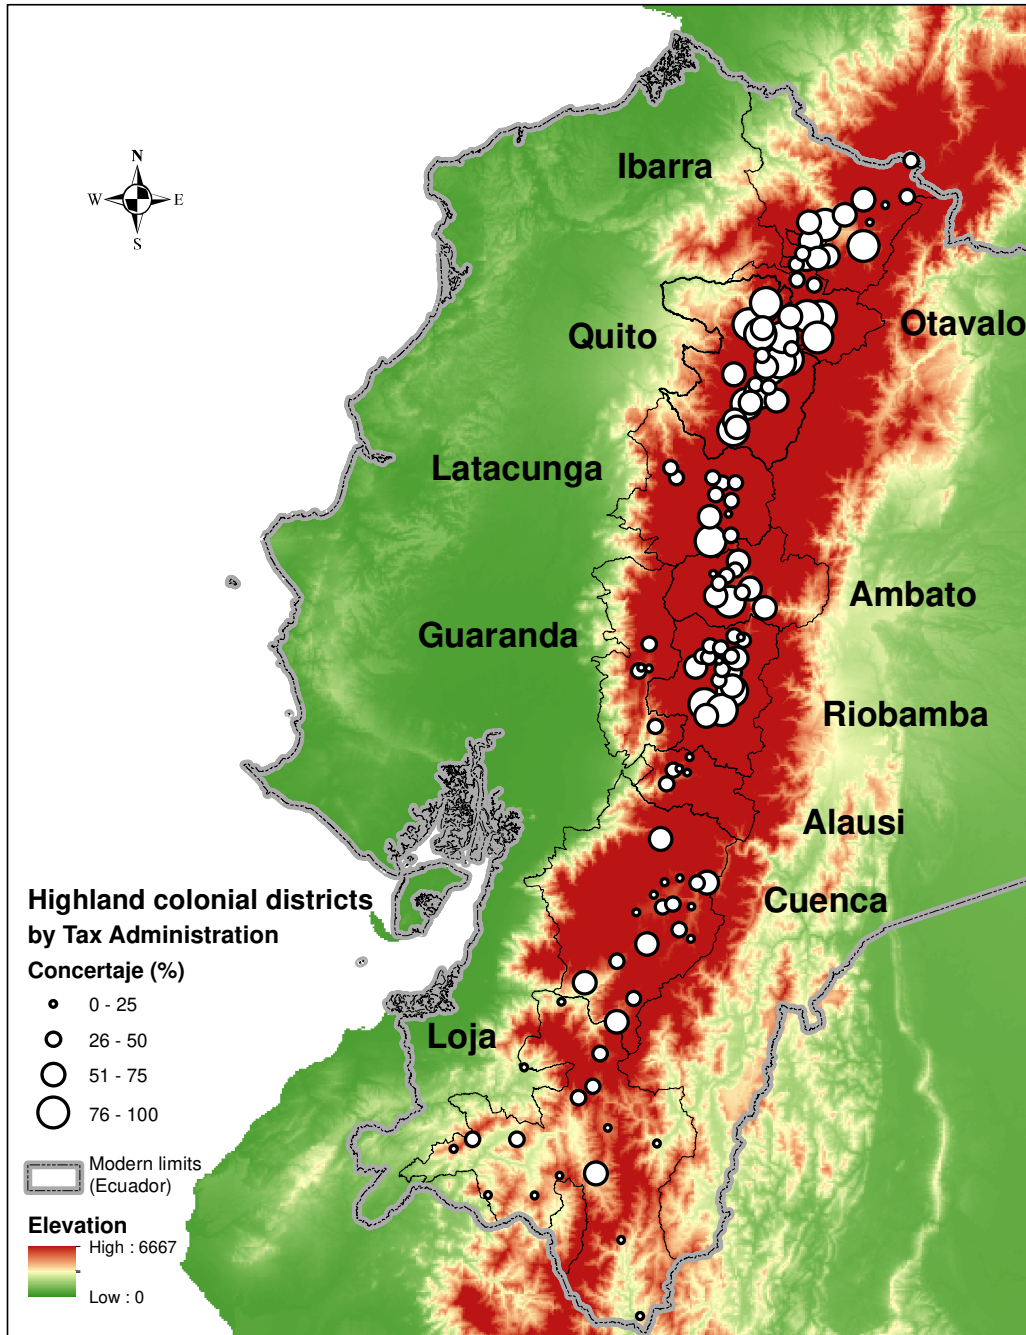 N
W E
S
Ibarra
Otavalo
Quito
Latacunga
Ambato
Guaranda
Riobamba
Alausi
Cuenca
Loja
Highland colonial districts
by Tax Administration
Concertaje (%)
0 - 25
26 - 50
51 - 75
76 - 100
Modern limits
(Ecuador)
Elevation
High : 6667
Low : 0